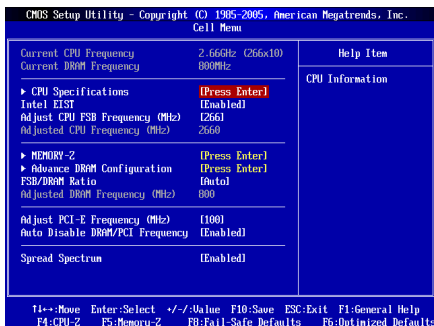 CMOS Setup Utility - Copyright (C) 1985-2005, American Megatrends, Inc.
Cell Menu
Current CPU Frequency 2.66GHz (266x10)
Current DRAM Frequency 800MHz
Help Item
CPU Information
► CPU Specifications [Press Enter]
Intel EIST [Enabled]
Adjust CPU FSB Frequency (MHz) [266]
Adjusted CPU Frequency (MHz) 2660
► MEMORY-Z [Press Enter]
► Advance DRAM Configuration [Press Enter]
FSB/DRAM Ratio [Auto]
Adjusted DRAM Frequency (MHz) 800
Adjust PCI-E Frequency (MHz) [100]
Auto Disable DRAM/PCI Frequency [Enabled]
Spread Spectrum [Enabled]
↑↓←→:Move Enter:Select +/-/:Value F10:Save ESC:Exit F1:General Help
F4:CPU-Z F5:Memory-Z F8:Fail-Safe Defaults F6:Optimized Defaults